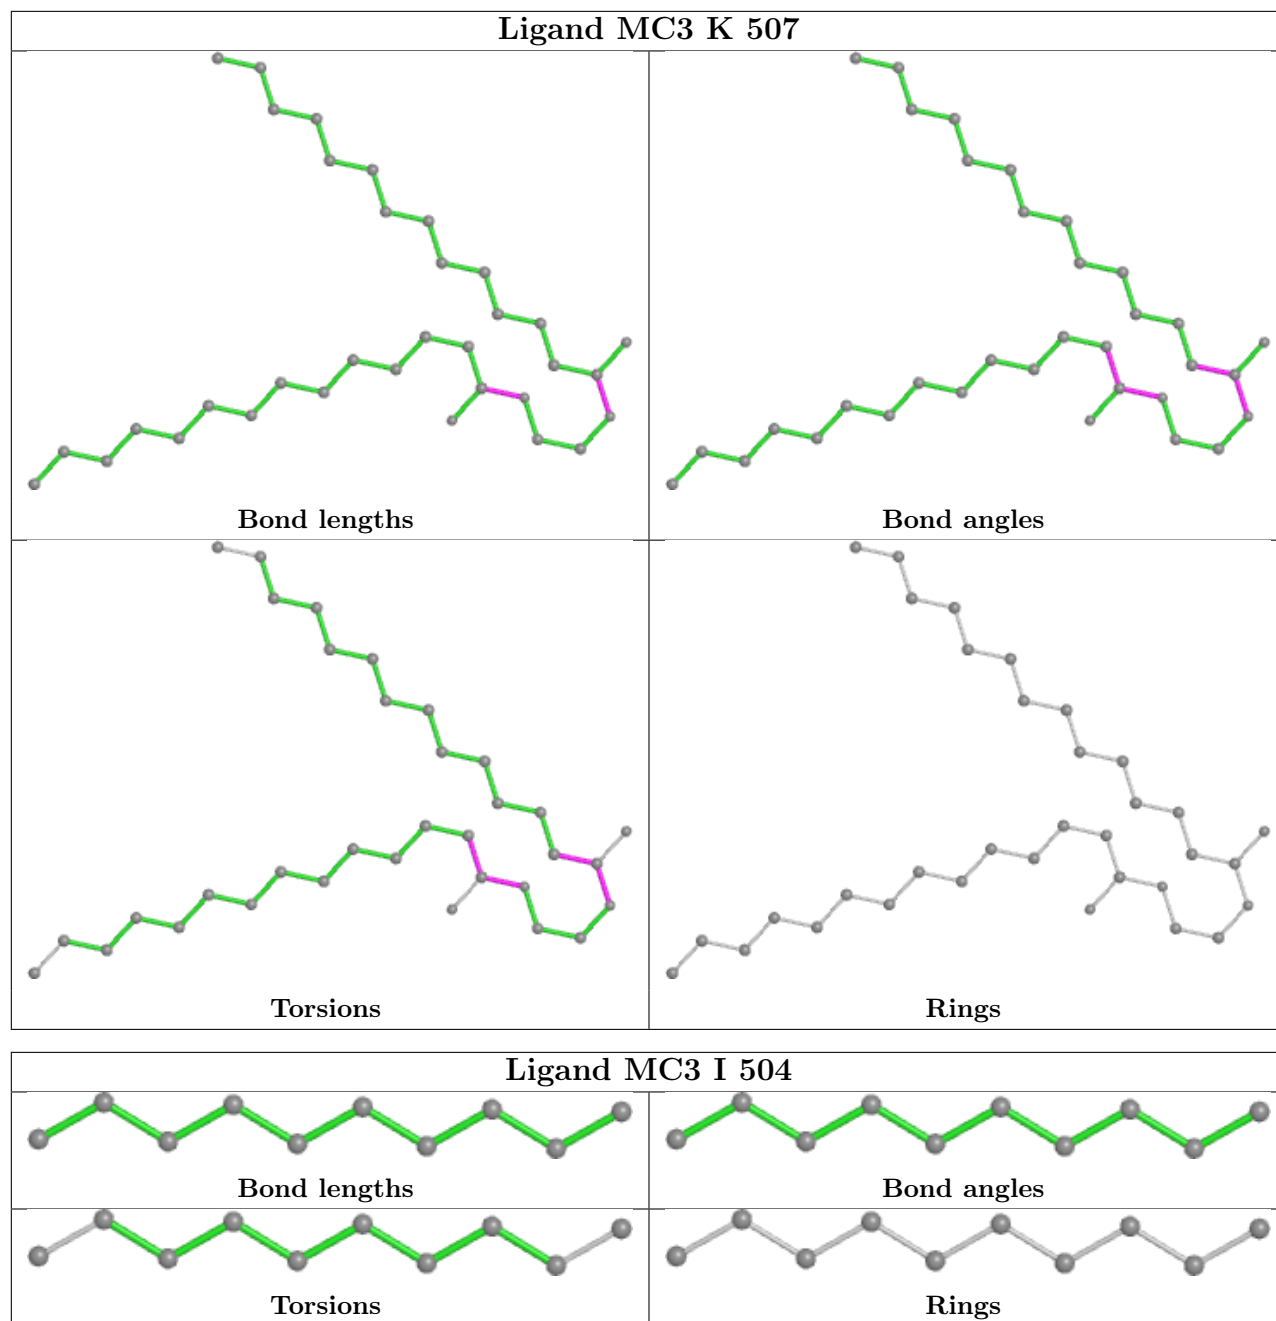 Ligand MC3 K 507
Bond lengths
Bond angles
Torsions
Rings
Ligand MC3 I 504
Bond lengths
Bond angles
Torsions
Rings